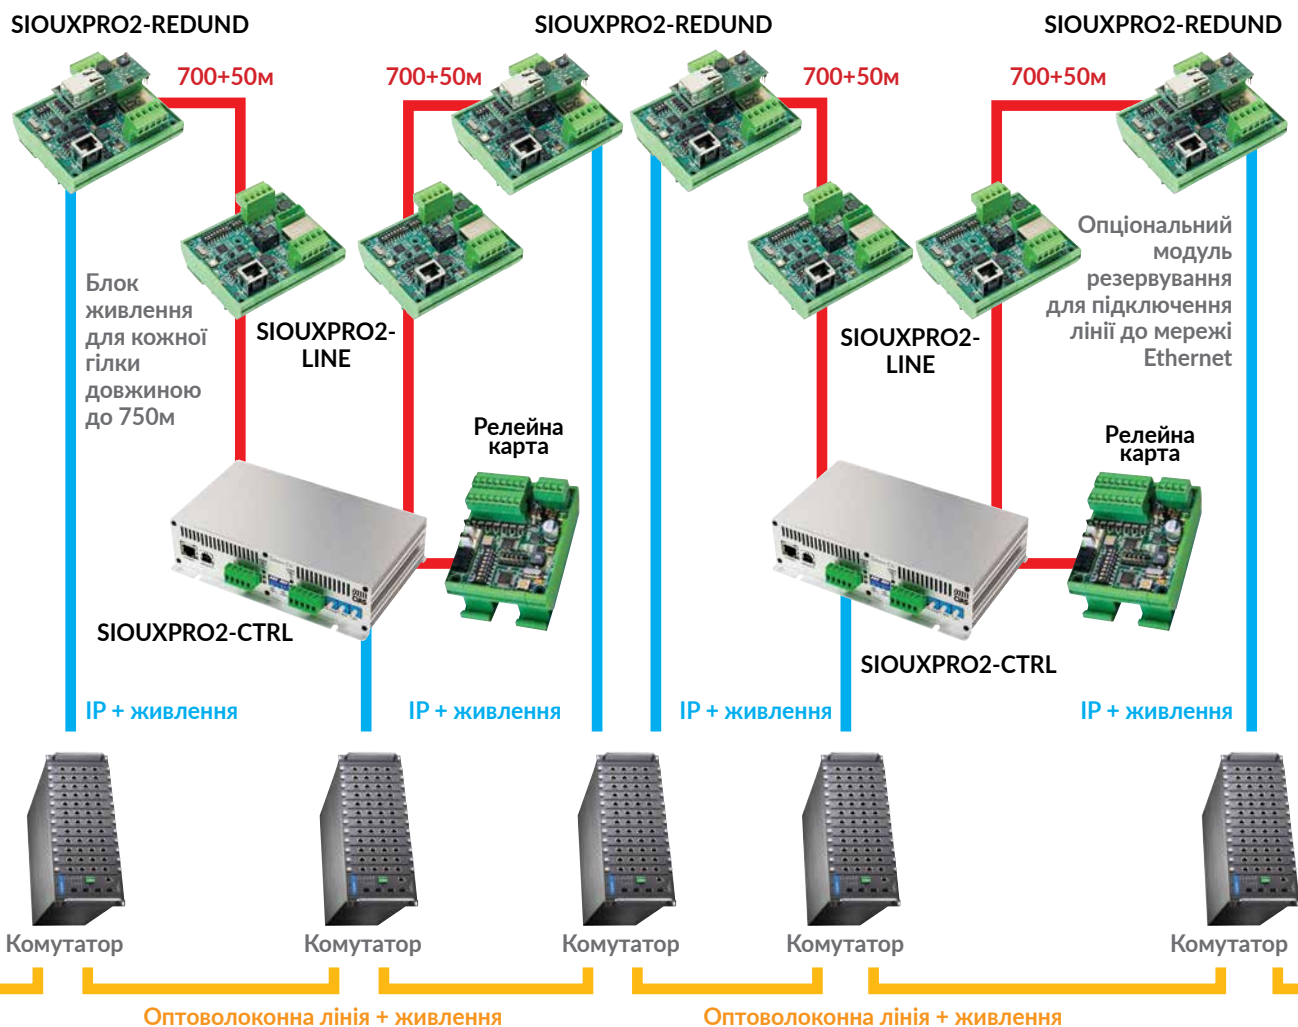 SIOUXPRO2-REDUND
SIOUXPRO2-REDUND
SIOUXPRO2-REDUND
700+50м
700+50м
700+50м
700+50м
Блок
живлення
для кожної
гілки
довжиною
до 750м
SIOUXPRO2-
LINE
SIOUXPRO2-
LINE
Опціональний
модуль
резервування
для підключення
лінії до мережі
Ethernet
Релейна
карта
Релейна
карта
SIOUXPRO2-CTRL
SIOUXPRO2-CTRL
IP + живлення
IP + живлення
IP + живлення
IP + живлення
Комутатор
Комутатор
Комутатор
Комутатор
Комутатор
Оптоволоконна лінія + живлення
Оптоволоконна лінія + живлення